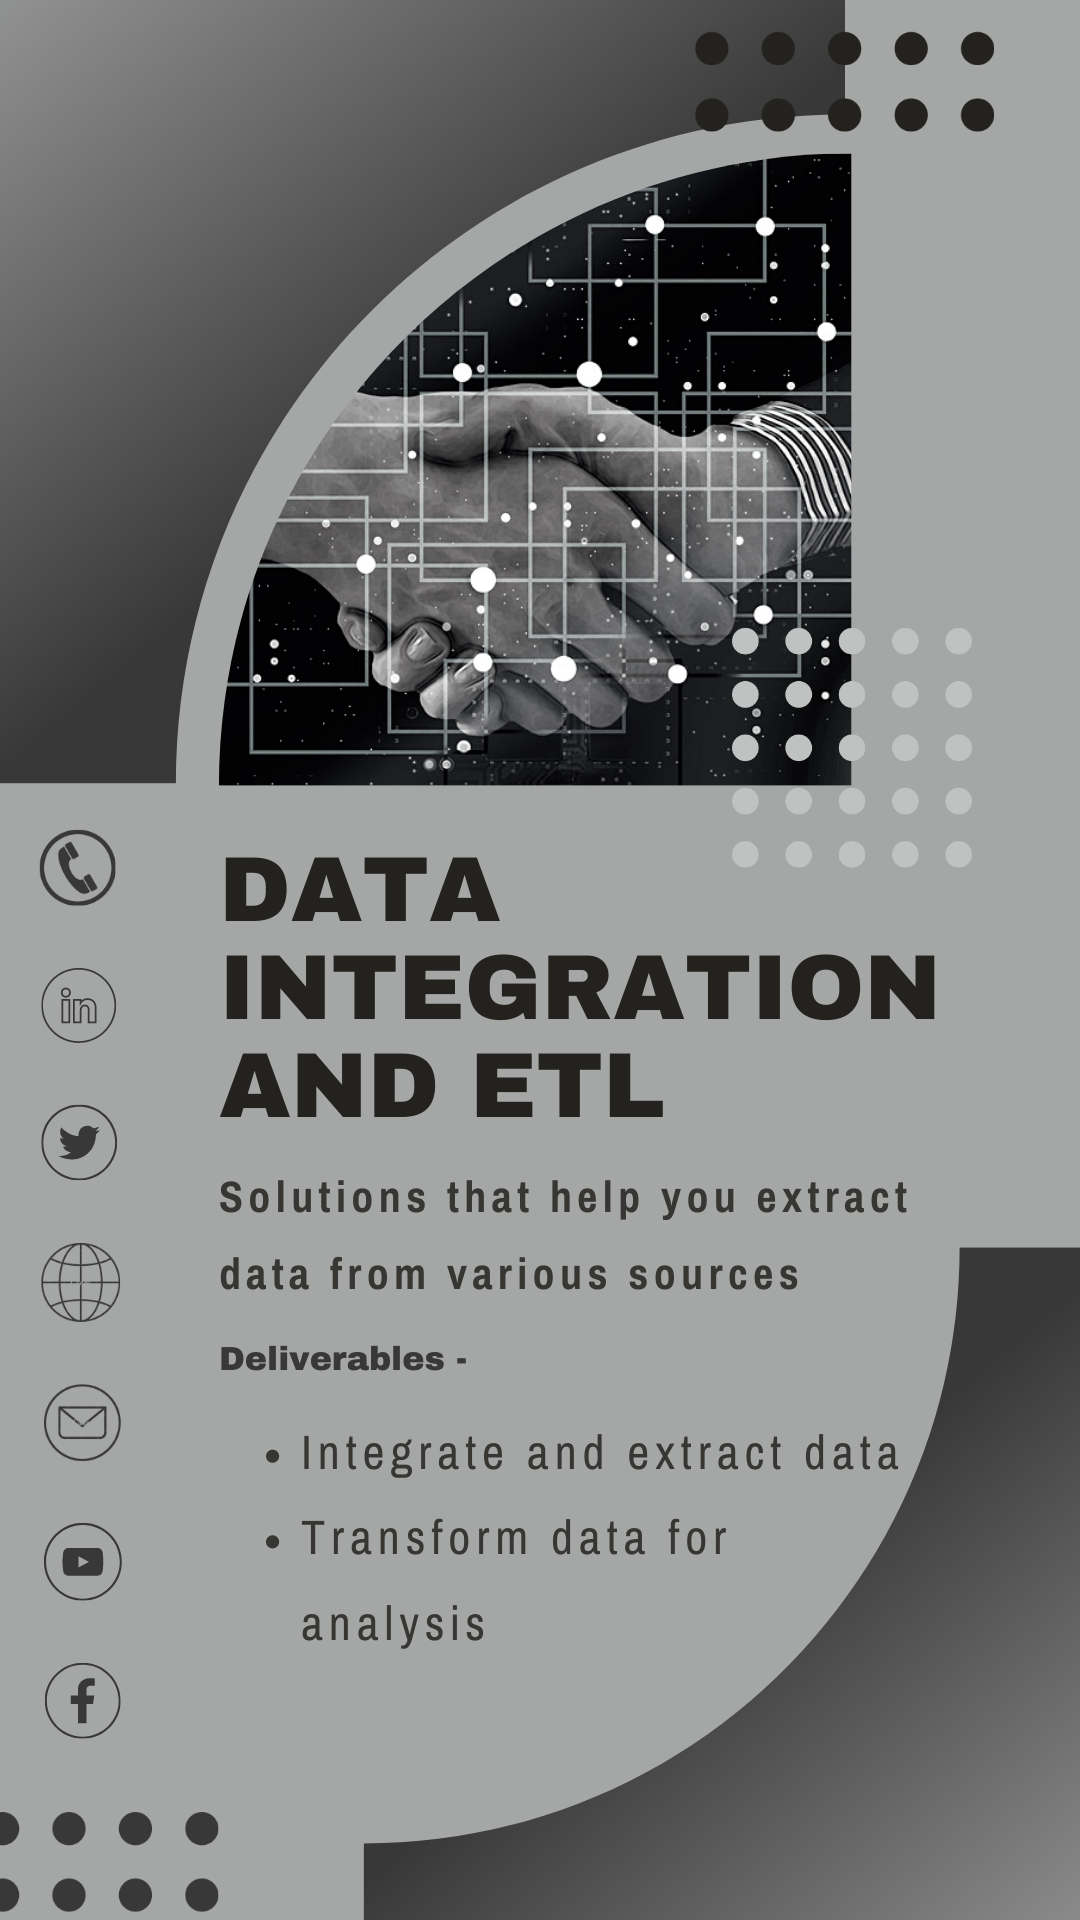 DATA
INTEGRATION
AND ETL
Solutions that help you extract
data from various sources
Deliverables -
• Integrate and extract data
• Transform data for
analysis
in
f